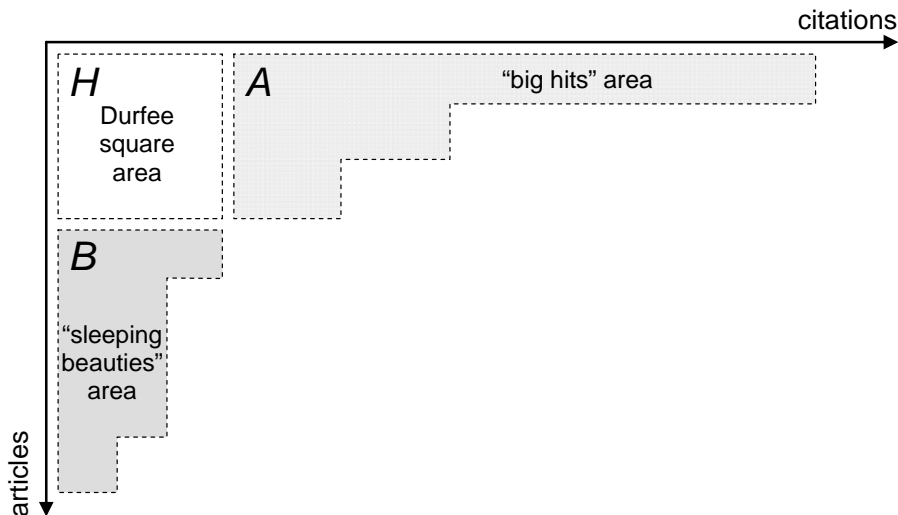 citations
H
Durfee
square
area
A
“big hits” area
B
“sleeping
beauties”
area
articles